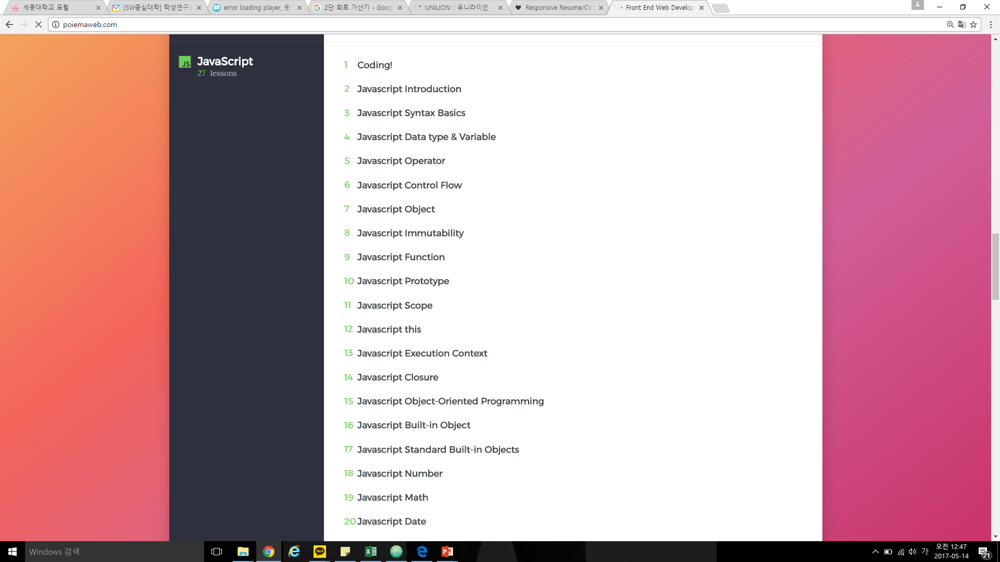 세종대학교 포털
[SW중심대학] 학생연구원
error loading player, 동
2단 회로 가산기 - Goog
UNILION :: 유니라이언 -
Responsive Resume/CV
Front End Web Develop
poiemaweb.com
JS
JavaScript
27 lessons
1 Coding!
2 Javascript Introduction
3 Javascript Syntax Basics
4 Javascript Data type & Variable
5 Javascript Operator
6 Javascript Control Flow
7 Javascript Object
8 Javascript Immutability
9 Javascript Function
10 Javascript Prototype
11 Javascript Scope
12 Javascript this
13 Javascript Execution Context
14 Javascript Closure
15 Javascript Object-Oriented Programming
16 Javascript Built-in Object
17 Javascript Standard Built-in Objects
18 Javascript Number
19 Javascript Math
20 Javascript Date
Windows 검색
TALK
가
오전 12:47
2017-05-14
21